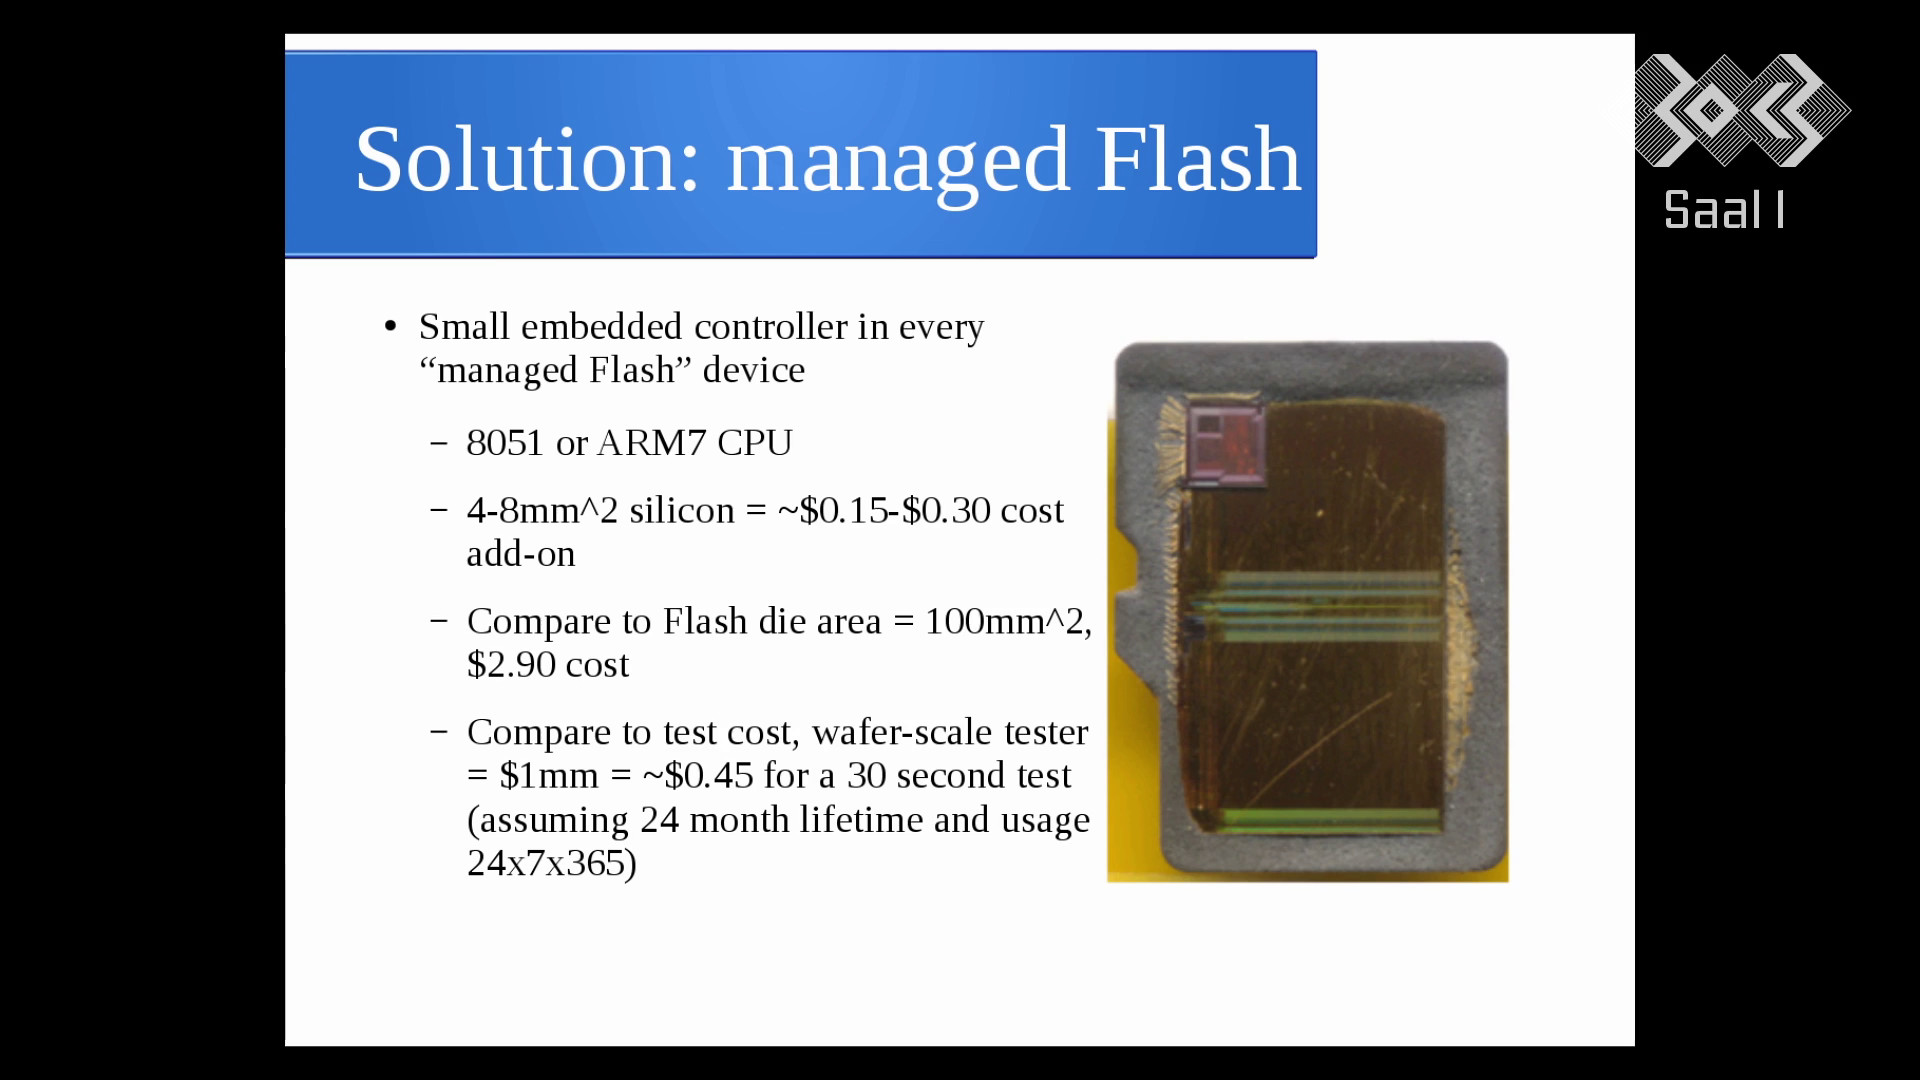 Solution: managed Flash
Saal 1
• Small embedded controller in every
“managed Flash” device
– 8051 or ARM7 CPU
– 4-8mm^2 silicon = ~$0.15-$0.30 cost
add-on
– Compare to Flash die area = 100mm^2,
$2.90 cost
– Compare to test cost, wafer-scale tester
= $1mm = ~$0.45 for a 30 second test
(assuming 24 month lifetime and usage
24x7x365)